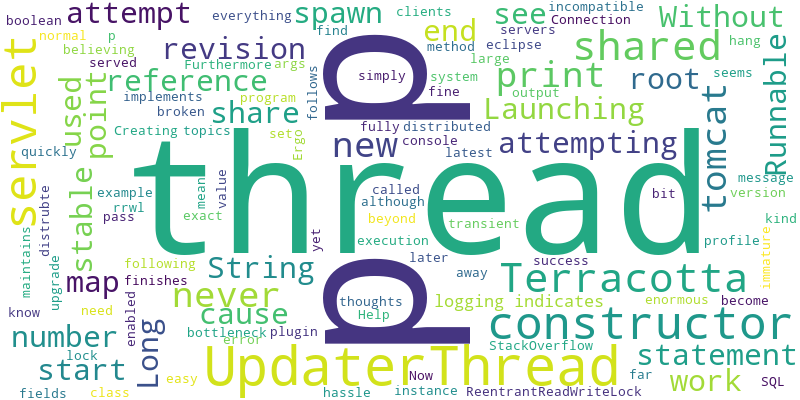 boolean attempt everything spawn clients see incompatible Connection Without
normal believing p find end servers method eclipse hang
servlet used point served revision reference Furthermore args simply system large shared print output root seems Runnable
implements broken program share follows d fine Launching
Creating topics set Ergo fully distributed console new latest attempting tomcat message version
quickly stable thread
example rrwl pass exact mean value called although beyond transient bit kind
maintains distrubte yet execution later away success profile immature
following String finishes map never Terracotta
upgrade know need enabled cause d thoughts Help logging indicates enormous become
number lock Long bottleneck plugin error StackOverflow constructor
start easy UpdaterThread Now far statement
fields class hassle instance ReentrantReadWriteLock work SQL